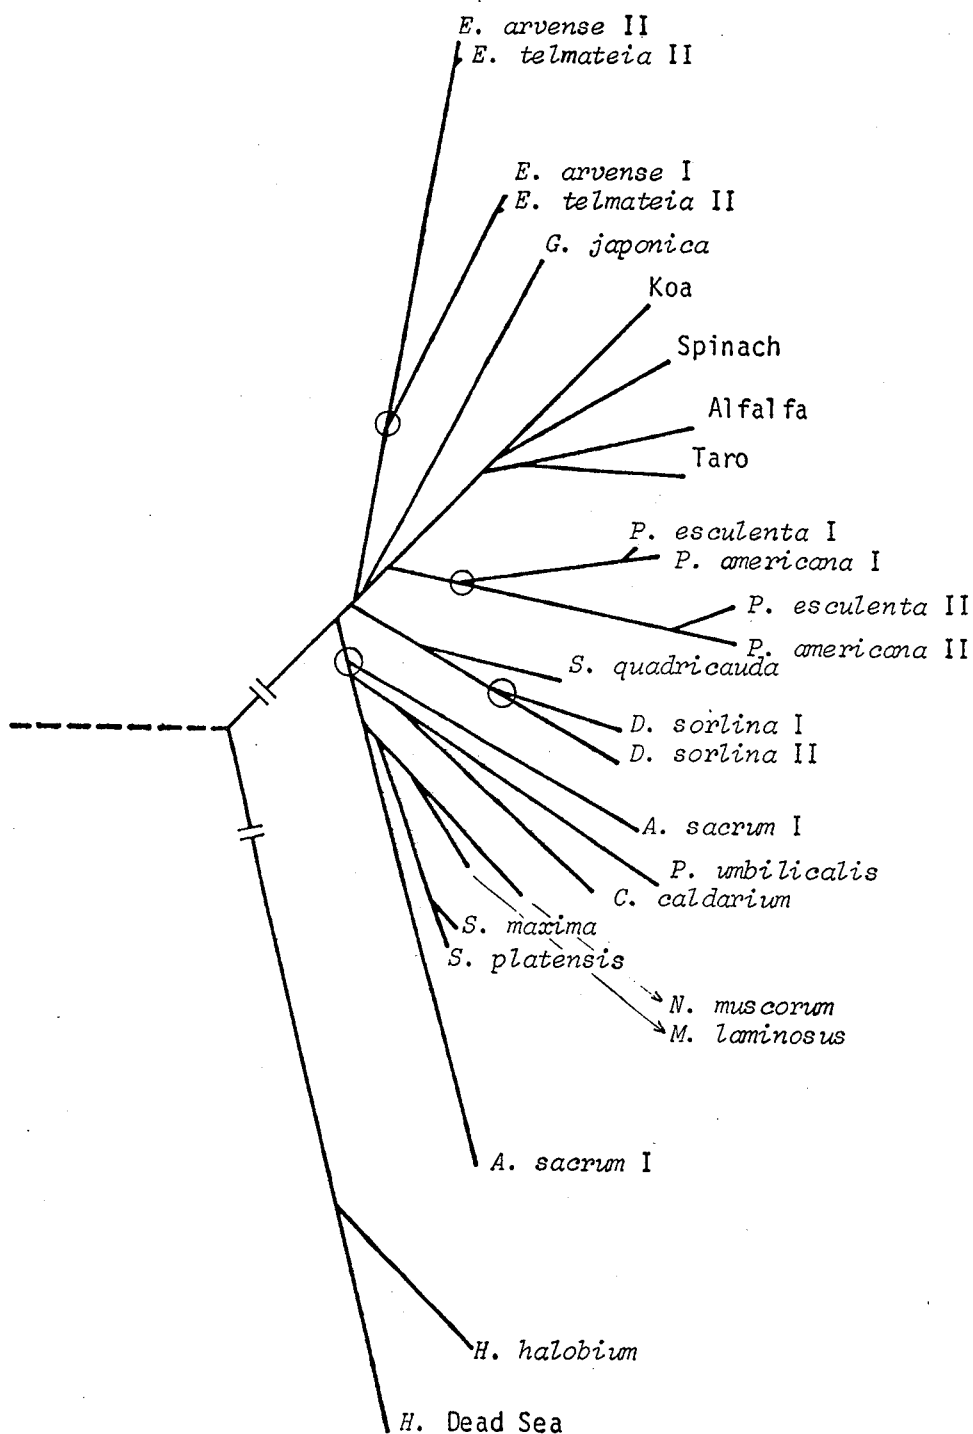 E. arvense II
E. telmateia II
E. arvense I
E. telmateia II
G. japonica
Koa
Spinach
Alfalfa
Taro
P. esculenta I
P. americana I
P. esculenta II
P. americana II
S. quadricauda
D. sorlina I
D. sorlina II
A. sacrum I
P. umbilicalis
C. caldarium
S. maxima
S. platensis
N. muscorum
M. laminosus
A. sacrum I
H. halobium
H. Dead Sea